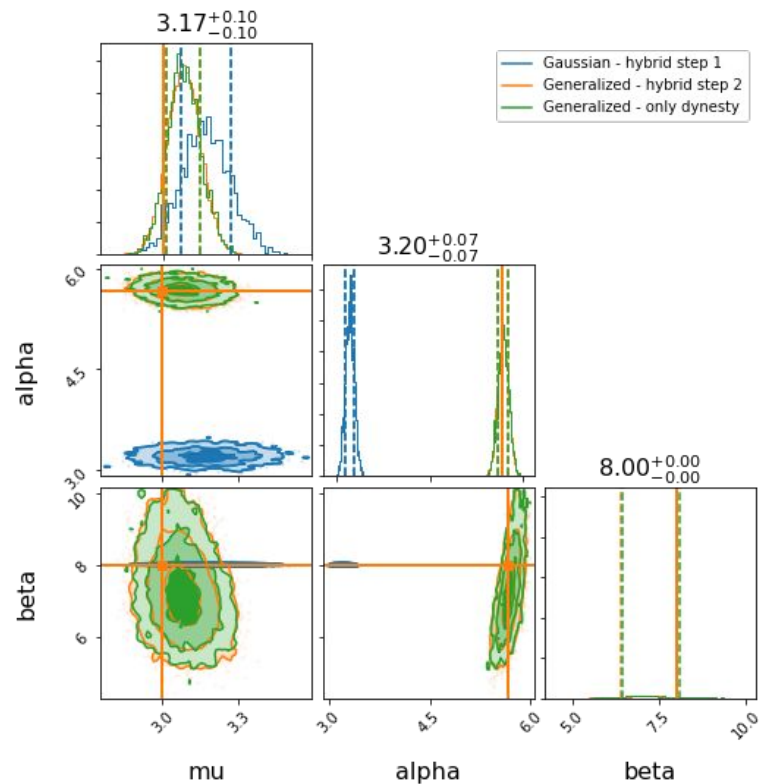 3.17+0.10
−0.10
Gaussian - hybrid step 1
Generalized - hybrid step 2
Generalized - only dynesty
3.20+0.07
−0.07
6.0
4.5
3.0
alpha
8.00+0.00
−0.00
10
8
6
beta
3.0 3.3
3.0 4.5 6.0
5.0 7.5 10.0
mu alpha beta